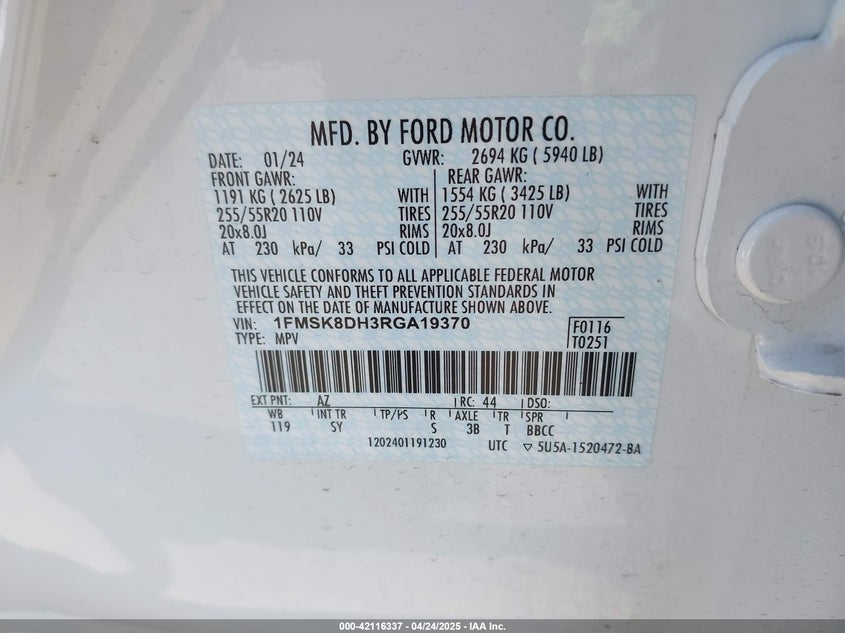 MFD. BY FORD MOTOR CO.
DATE: 01/24 GVWR: 2694 KG ( 5940 LB)
FRONT GAWR: REAR GAWR:
1191 KG ( 2625 LB) WITH 1554 KG ( 3425 LB) WITH
255/55R20 110V TIRES 255/55R20 110V TIRES
20x8.0J RIMS 20x8.0J RIMS
AT 230 kPa/ 33 PSI COLD AT 230 kPa/ 33 PSI COLD
THIS VEHICLE CONFORMS TO ALL APPLICABLE FEDERAL MOTOR
VEHICLE SAFETY AND THEFT PREVENTION STANDARDS IN
EFFECT ON THE DATE OF MANUFACTURE SHOWN ABOVE.
VIN: 1FMSK8DH3RGA19370 F0116
TYPE: MPV T0251
EXT PNT: AZ RC: 44 DSO:
WB INT TR TP/PS R AXLE TR SPR
119 SY S 3B T BBCC
1202401191230 UTC ▽ 5U5A-1520472-BA
000-42116337 - 04/24/2025 - IAA Inc.